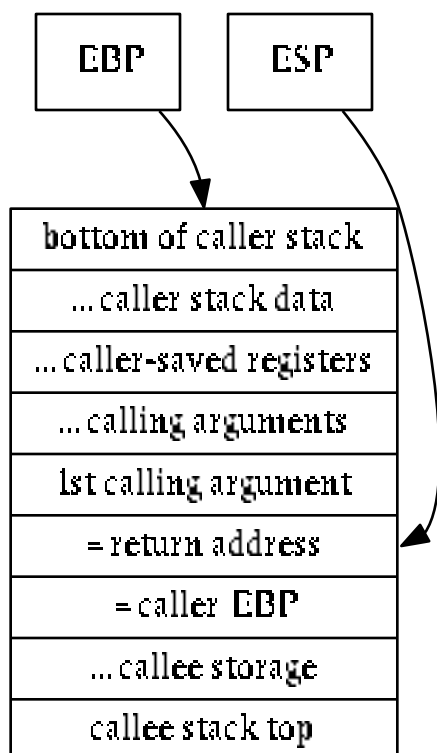 EBP
ESP
bottom of caller stack
... caller stack data
... caller-saved registers
... calling arguments
1st calling argument
= return address
= caller EBP
... callee storage
callee stack top